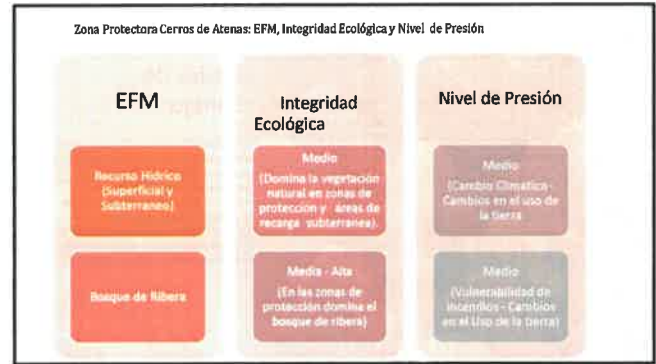 Zona Protectora Cerros de Atenas: EFM, Integridad Ecológica y Nivel de Presión
EFM
Integridad
Ecológica
Nivel de Presión
Recurso Hídrico
(Superficial y
Subterraneo)
Medio
(Domina la vegetación
natural en zonas de
protección y áreas de
recarga subterranea).
Medio
(Cambio Climatico -
Cambios en el uso de
la tierra
Bosque de Ribera
Media - Alta
(En las zonas de
protección domina el
bosque de ribera)
Medio
(Vulnerabilidad de
incendios - Cambios
en el Uso de la tierra)